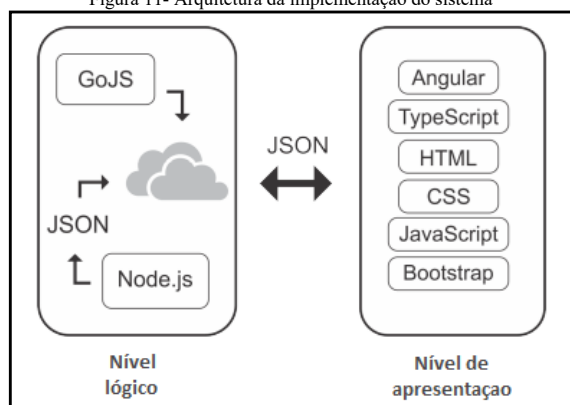 Figura 11- Arquitetura da implementação do sistema
GoJS
JSON
Node.js
Nível
lógico
JSON
Angular
TypeScript
HTML
CSS
JavaScript
Bootstrap
Nível de
apresentaçao